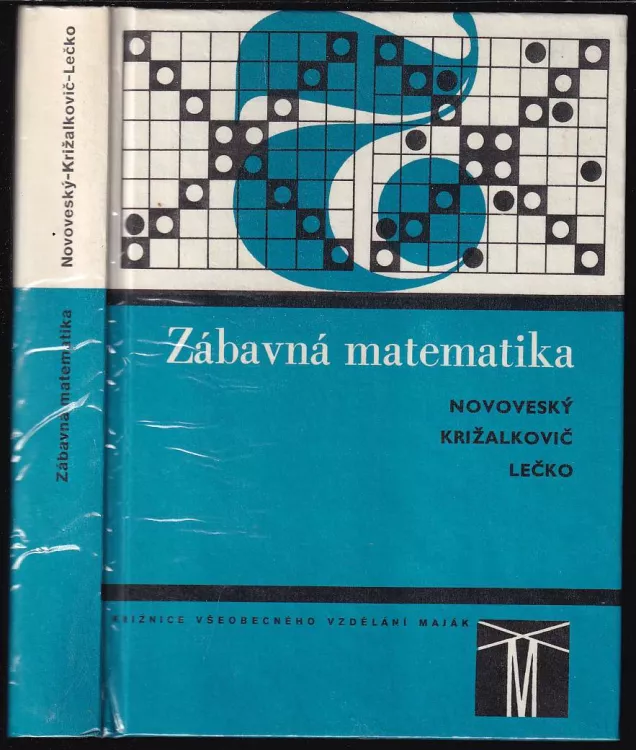 Novoveský-Križalkovič-Lečko
Zábavná matematika
Zábavná matematika
NOVOVESKÝ
KRIŽALKOVIČ
LEČKO
KNIŽNICE VŠEOBECNÉHO VZDĚLÁNÍ MAJÁK
M